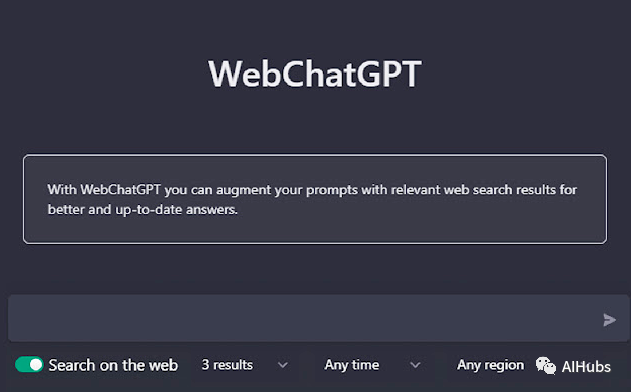 WebChatGPT
With WebChatGPT you can augment your prompts with relevant web search results for
better and up-to-date answers.
Search on the web 3 results Any time Any region AIHubs